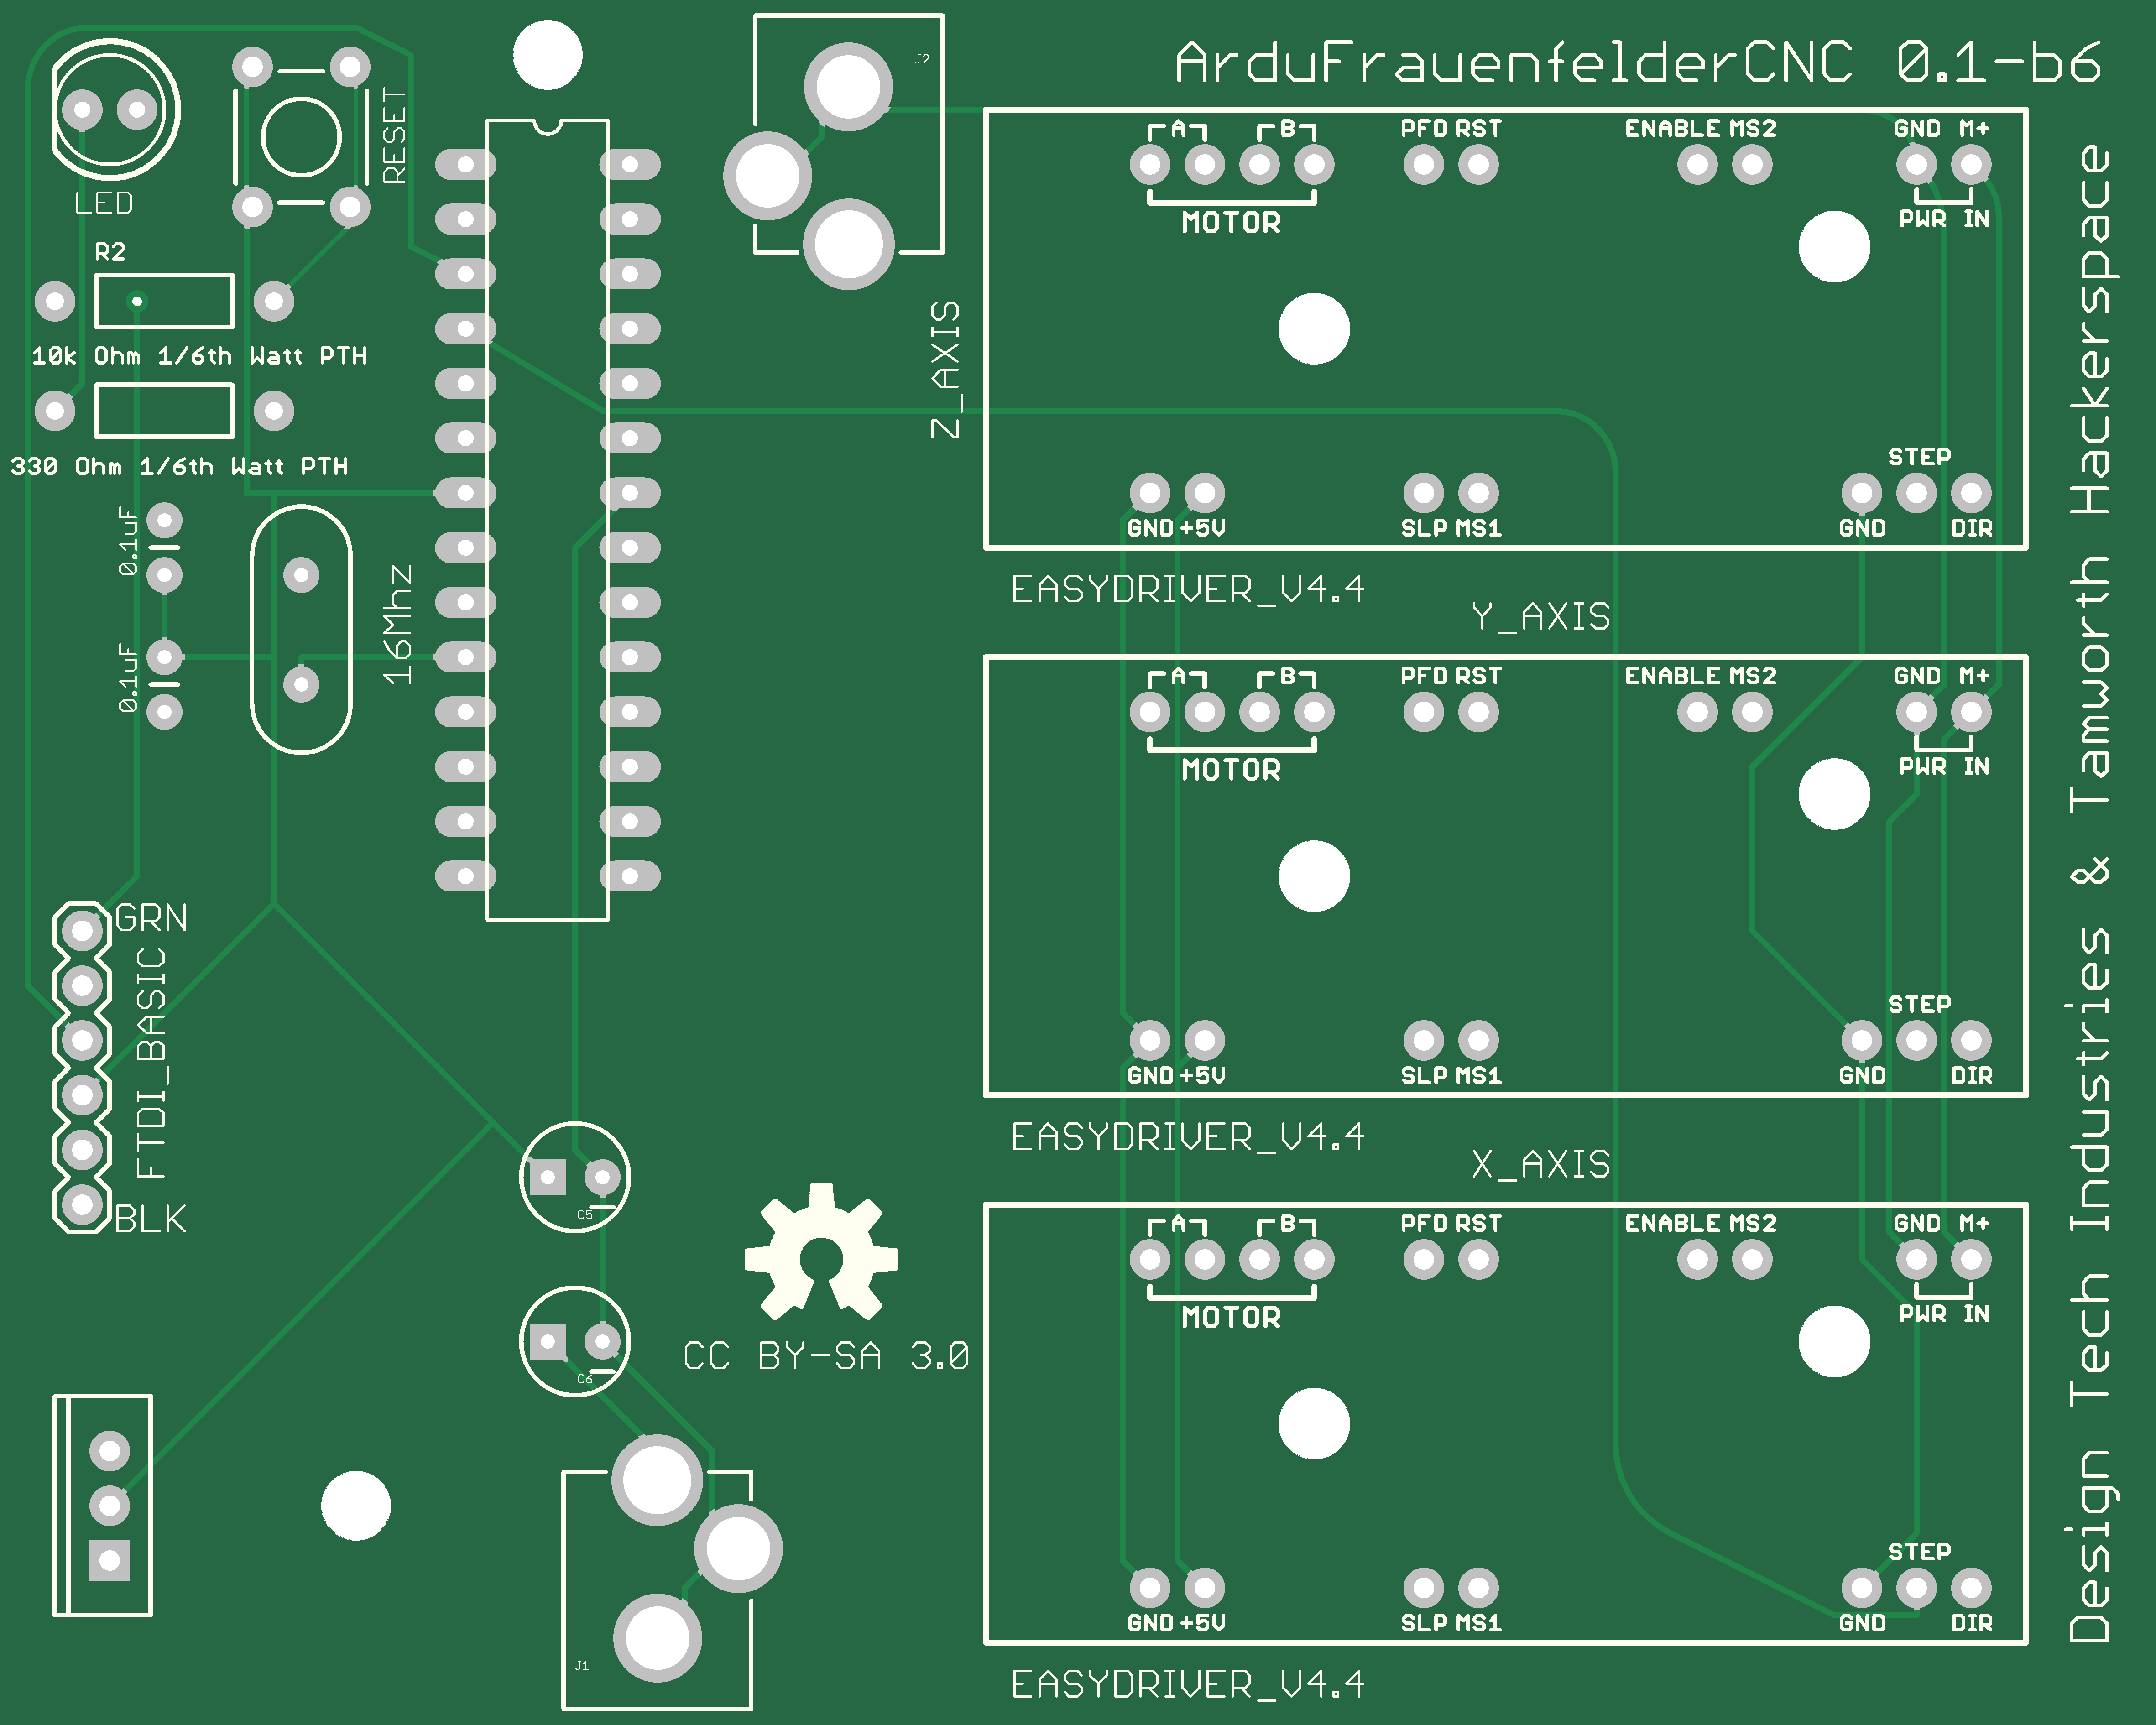 ArduFrauenfelderCNC 0.1-b6
J2
LED
RESET
R2
10k Ohm 1/6th Watt PTH
330 Ohm 1/6th Watt PTH
0.1uF
0.1uF
16Mhz
GRN
FTDI_BASIC
BLK
C5
C6
CC BY-SA 3.0
J1
Z_AXIS
A B PFD RST ENABLE MS2 GND M+
MOTOR PWR IN
STEP
GND +5V SLP MS1 GND DIR
EASYDRIVER_V4.4
Y_AXIS
A B PFD RST ENABLE MS2 GND M+
MOTOR PWR IN
STEP
GND +5V SLP MS1 GND DIR
EASYDRIVER_V4.4
X_AXIS
A B PFD RST ENABLE MS2 GND M+
MOTOR PWR IN
STEP
GND +5V SLP MS1 GND DIR
EASYDRIVER_V4.4
Design Tech Industries & Tamworth Hackerspace